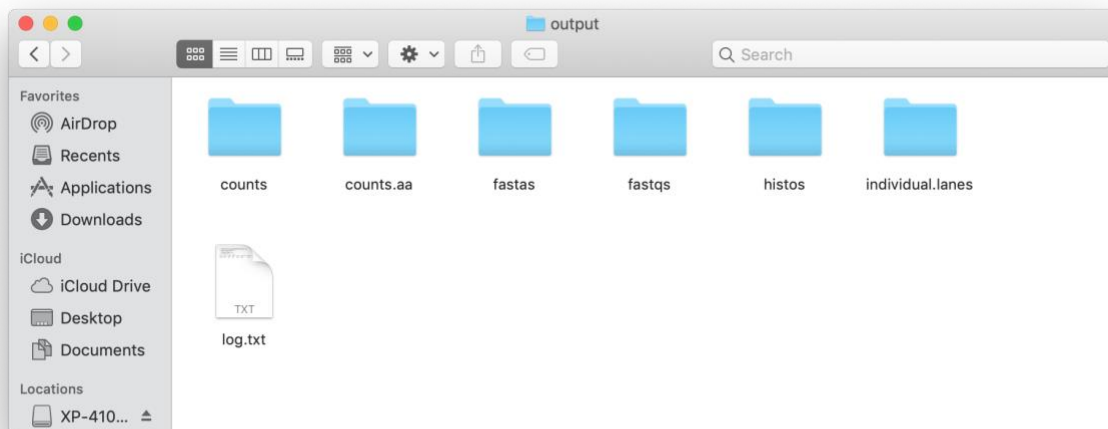 output
Search
Favorites
AirDrop
Recents
Applications
Downloads
iCloud
iCloud Drive
Desktop
Documents
Locations
XP-410...
counts
counts.aa
fastas
fastqs
histos
individual.lanes
TXT
log.txt